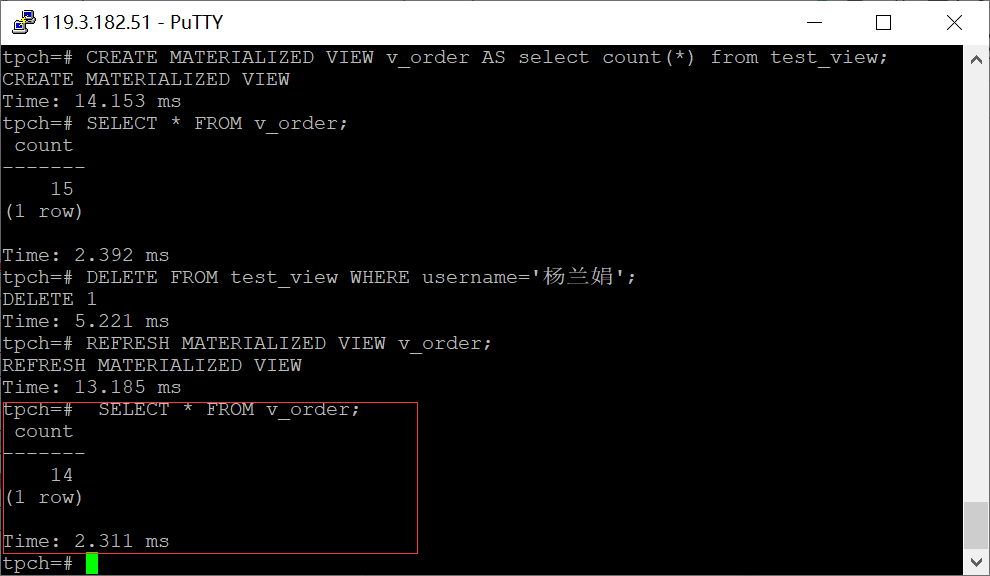 119.3.182.51 - PuTTY
tpch=# CREATE MATERIALIZED VIEW v_order AS select count(*) from test_view;
CREATE MATERIALIZED VIEW
Time: 14.153 ms
tpch=# SELECT * FROM v_order;
 count
-------
    15
(1 row)

Time: 2.392 ms
tpch=# DELETE FROM test_view WHERE username='杨兰娟';
DELETE 1
Time: 5.221 ms
tpch=# REFRESH MATERIALIZED VIEW v_order;
REFRESH MATERIALIZED VIEW
Time: 13.185 ms
tpch=#  SELECT * FROM v_order;
 count
-------
    14
(1 row)

Time: 2.311 ms
tpch=#